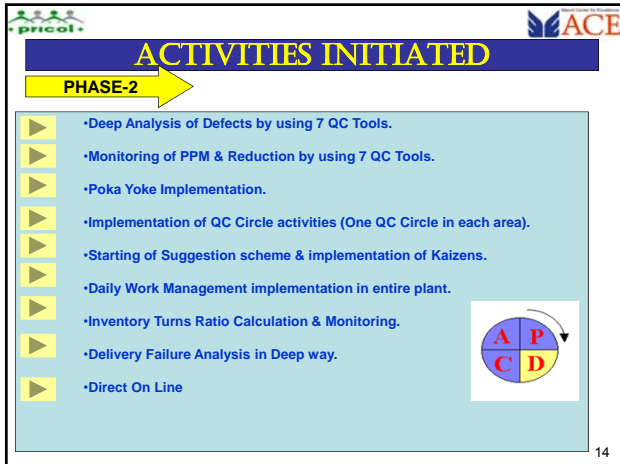 pricol
ACE
ACTIVITIES INITIATED
PHASE-2
•Deep Analysis of Defects by using 7 QC Tools.
•Monitoring of PPM & Reduction by using 7 QC Tools.
•Poka Yoke Implementation.
•Implementation of QC Circle activities (One QC Circle in each area).
•Starting of Suggestion scheme & implementation of Kaizens.
•Daily Work Management implementation in entire plant.
•Inventory Turns Ratio Calculation & Monitoring.
•Delivery Failure Analysis in Deep way.
•Direct On Line
A P
C D
14